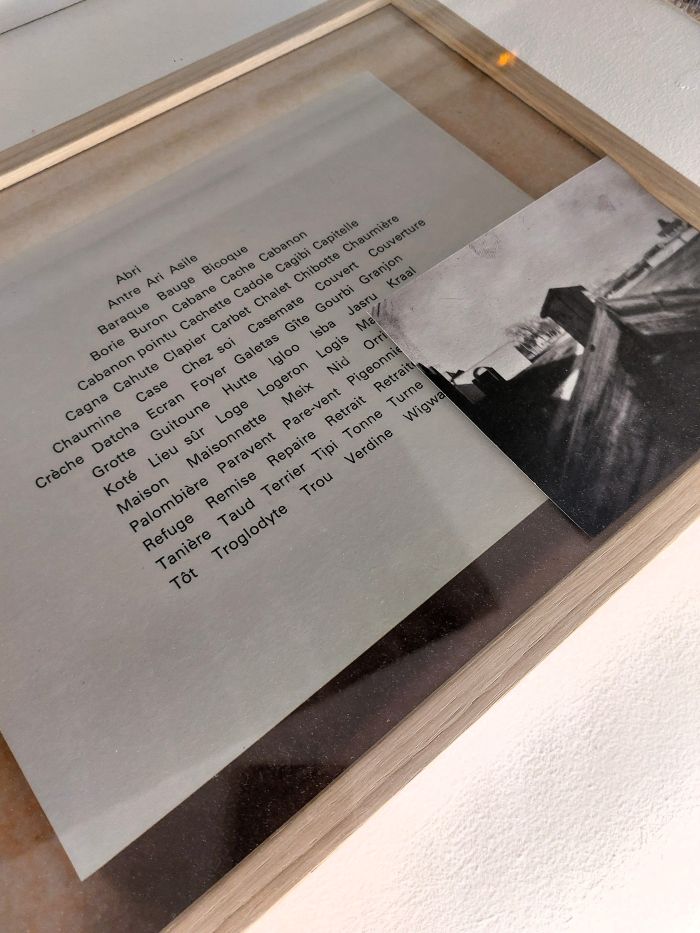 Abri
Antre Ari Asile
Baraque Bauge Bicoque
Borie Buron Cabane Cache Cabanon
Cabanon pointu Cachette Cadole Cagibi Capitelle
Cagna Cahute Clapier Carbet Chalet Chibotte Chaumière
Chaumine Case Chez soi Casemate Couvert Couverture
Crèche Datcha Ecran Foyer Galetas Gîte Gourbi Granjon
Grotte Guitoune Hutte Igloo Isba Jasru Kraal
Koté Lieu sûr Loge Logeron Logis
Maison Maisonnette Meix Nid
Palombière Paravent Pare-vent
Refuge Remise Repaire Retrait
Tanière Taud Terrier Tipi Tonne Turne
Tôt Troglodyte Trou Verdine